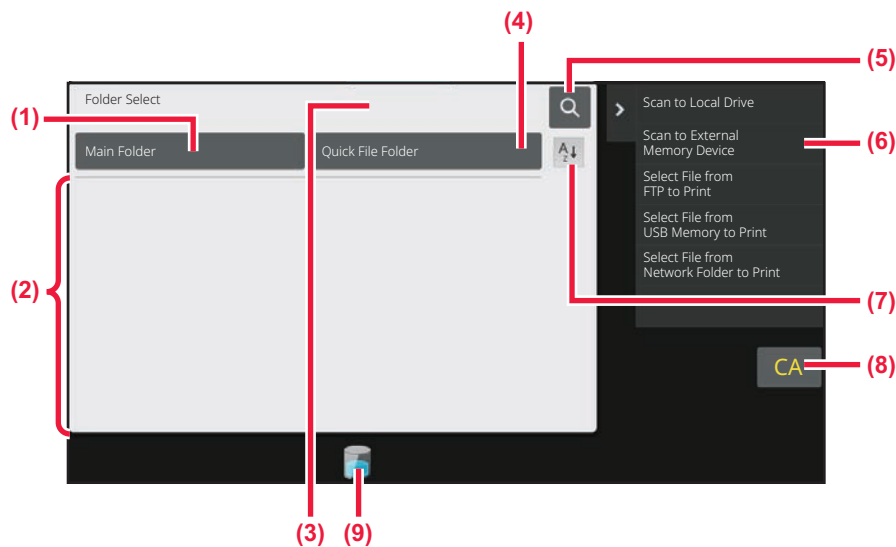 (4)
(5)
Folder Select
Scan to Local Drive
(1)
Scan to External
Memory Device
(6)
Main Folder
Quick File Folder
A
Z
Select File from
FTP to Print
(2)
Select File from
USB Memory to Print
Select File from
Network Folder to Print
(7)
CA
(8)
(3)
(9)